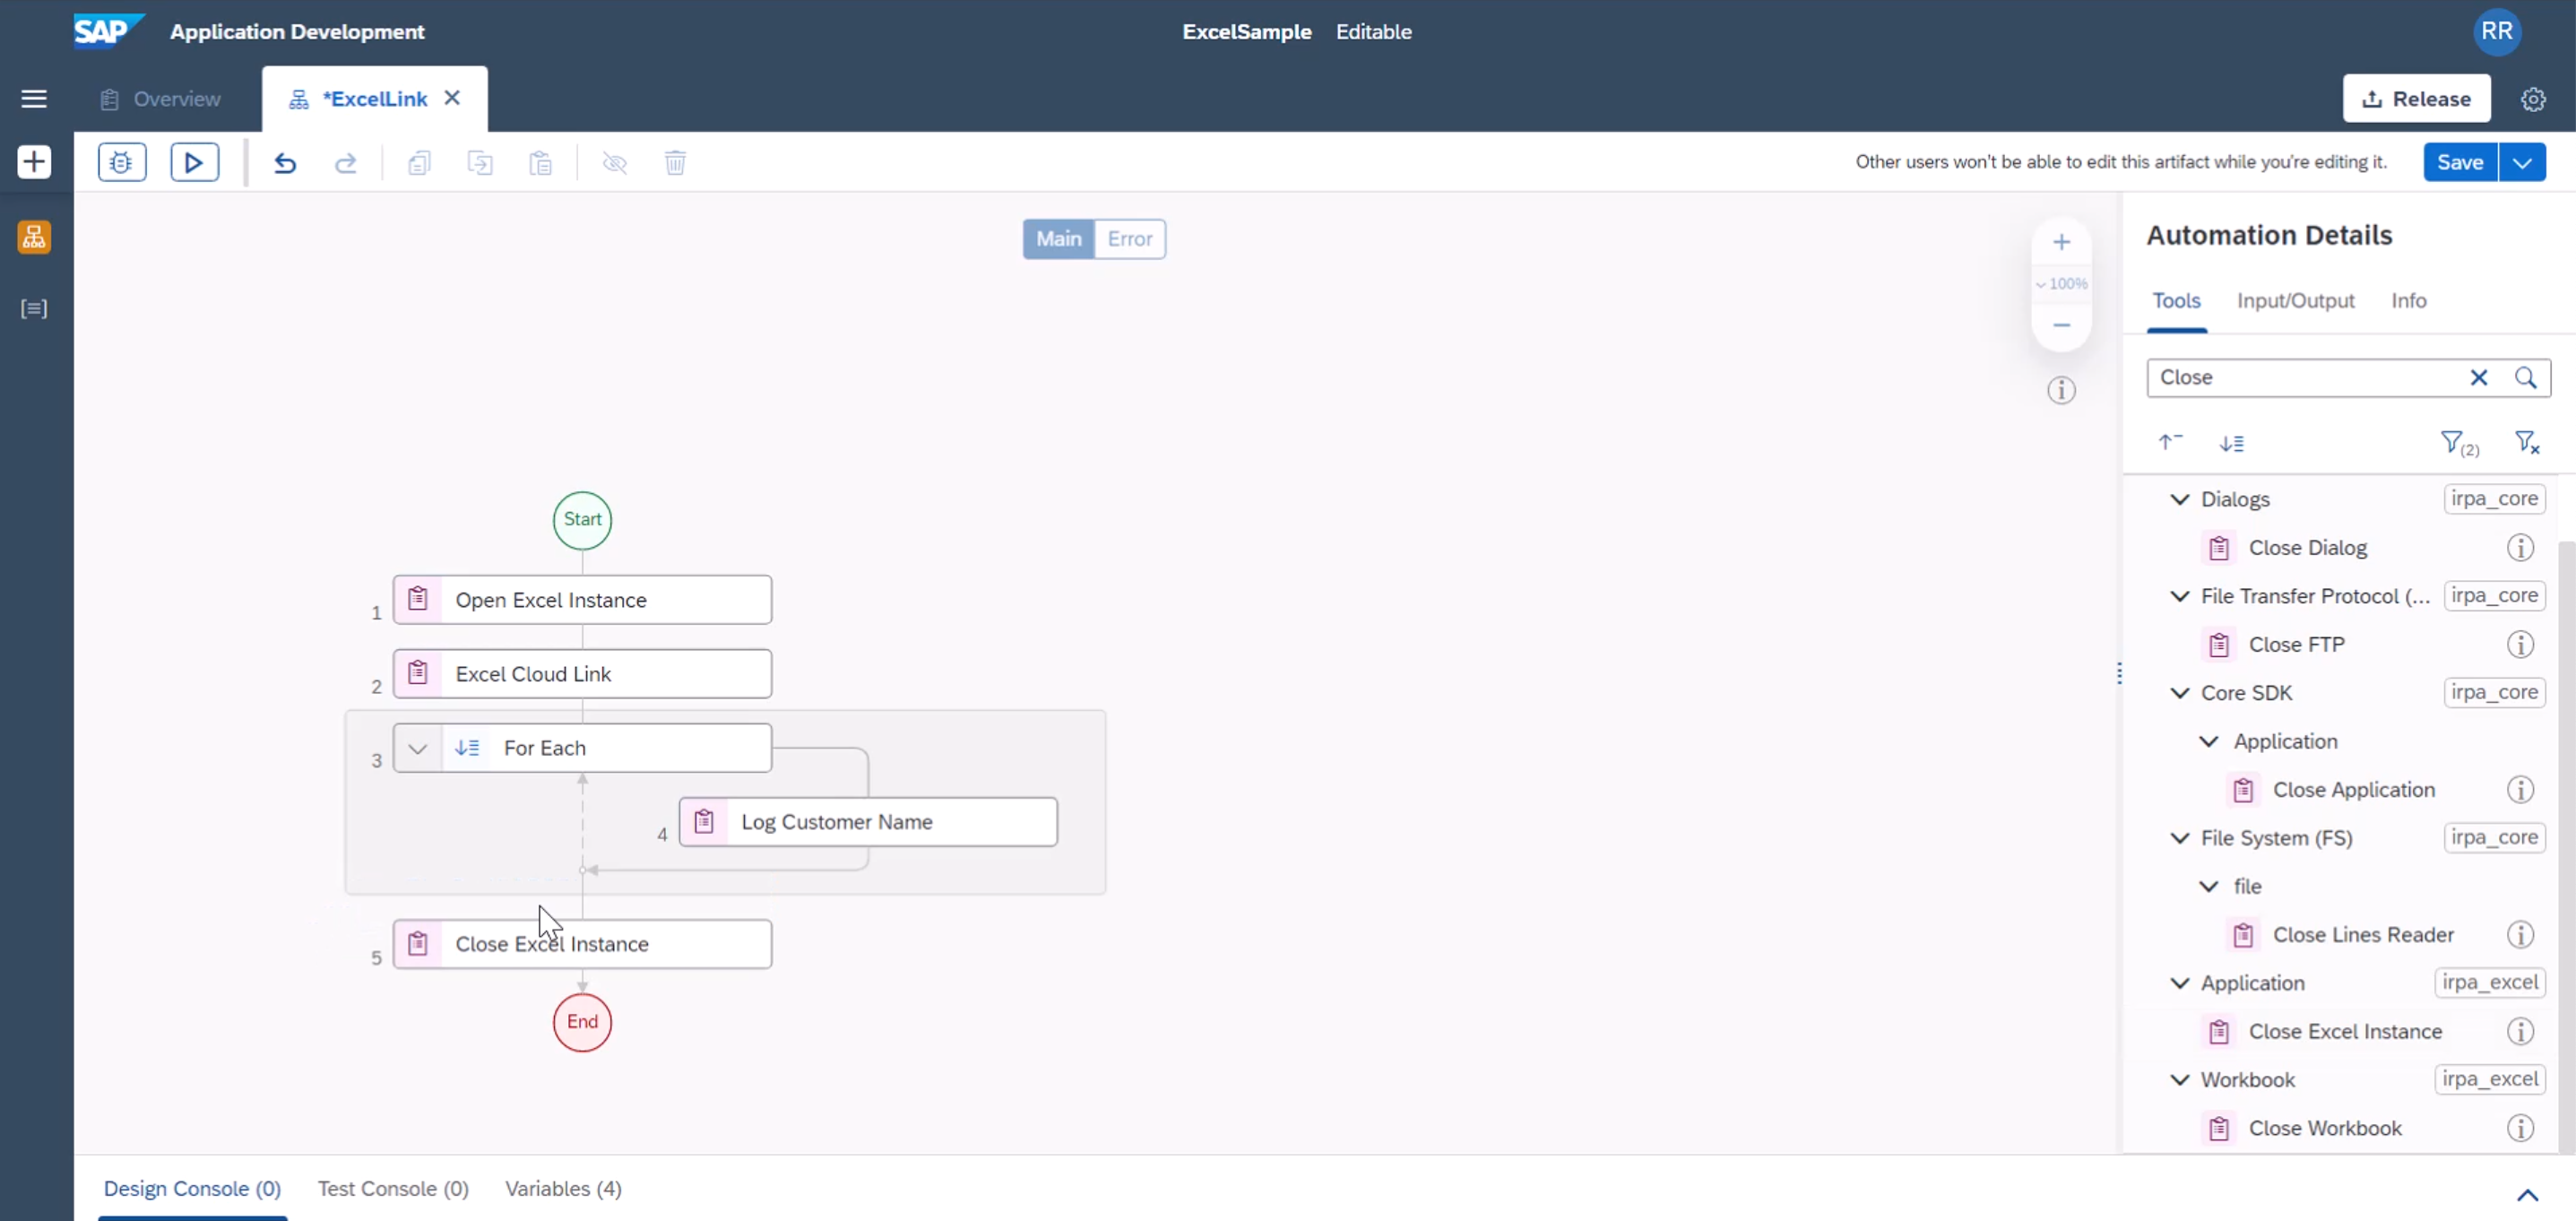 SAP Application Development ExcelSample Editable RR
Overview *ExcelLink Release
Other users won't be able to edit this artifact while you're editing it. Save
Main Error
100%
Start
1 Open Excel Instance
2 Excel Cloud Link
3 For Each
4 Log Customer Name
5 Close Excel Instance
End
Automation Details
Tools Input/Output Info
Close
(2)
Dialogs irpa_core
Close Dialog
File Transfer Protocol (... irpa_core
Close FTP
Core SDK irpa_core
Application
Close Application
File System (FS) irpa_core
file
Close Lines Reader
Application irpa_excel
Close Excel Instance
Workbook irpa_excel
Close Workbook
Design Console (0) Test Console (0) Variables (4)